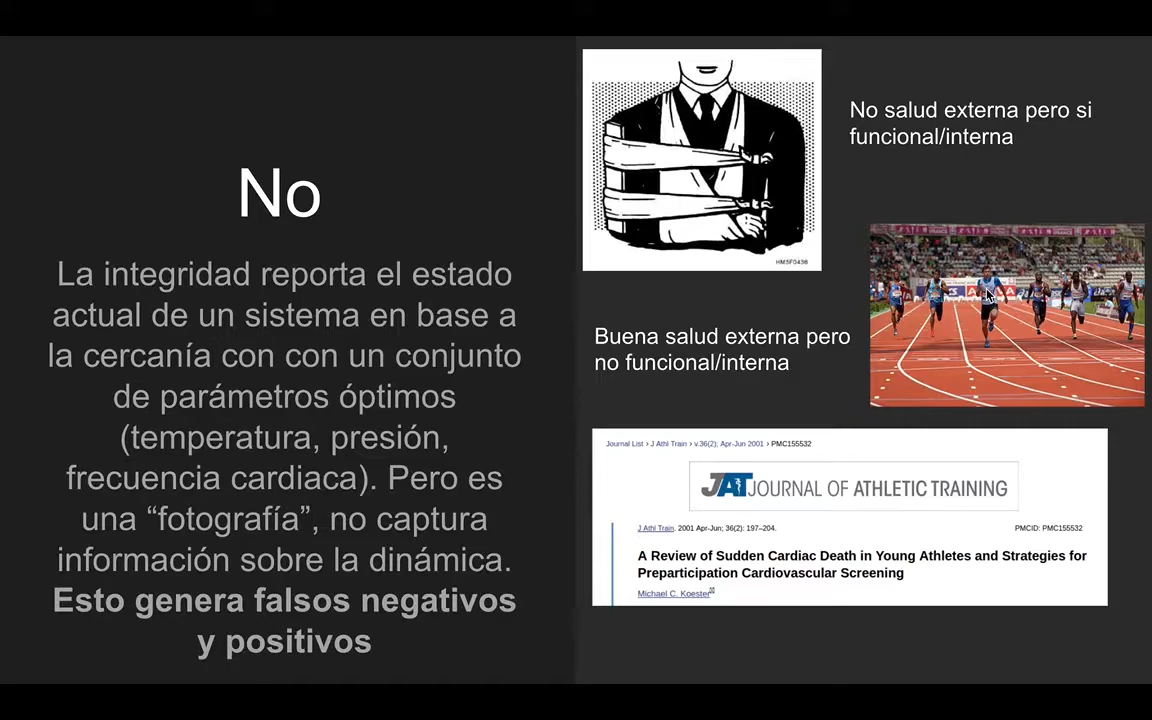 No
La integridad reporta el estado
actual de un sistema en base a
la cercanía con con un conjunto
de parámetros óptimos
(temperatura, presión,
frecuencia cardiaca). Pero es
una “fotografía”, no captura
información sobre la dinámica.
Esto genera falsos negativos
y positivos
HM3F0436
No salud externa pero si
funcional/interna
Buena salud externa pero
no funcional/interna
Journal List › J Athl Train › v.36(2); Apr-Jun 2001 › PMC155532
JAT JOURNAL OF ATHLETIC TRAINING
J Athl Train. 2001 Apr-Jun; 36(2): 197–204.
PMCID: PMC155532
A Review of Sudden Cardiac Death in Young Athletes and Strategies for
Preparticipation Cardiovascular Screening
Michael C. Koester